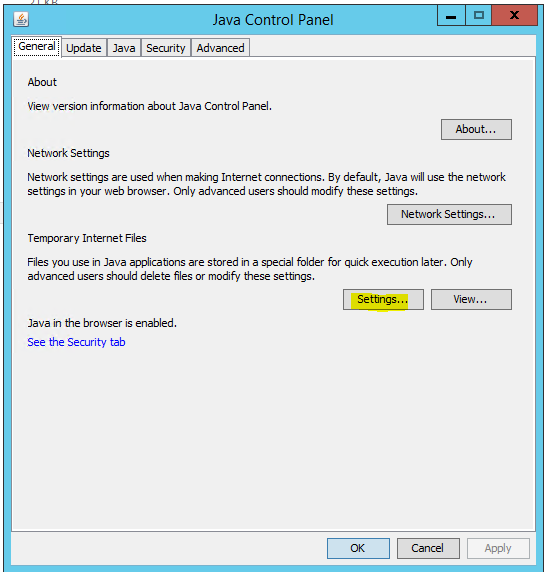 Java Control Panel
General Update Java Security Advanced
About
View version information about Java Control Panel.
About...
Network Settings
Network settings are used when making Internet connections. By default, Java will use the network
settings in your web browser. Only advanced users should modify these settings.
Network Settings...
Temporary Internet Files
Files you use in Java applications are stored in a special folder for quick execution later. Only
advanced users should delete files or modify these settings.
Settings... View...
Java in the browser is enabled.
See the Security tab
OK Cancel Apply